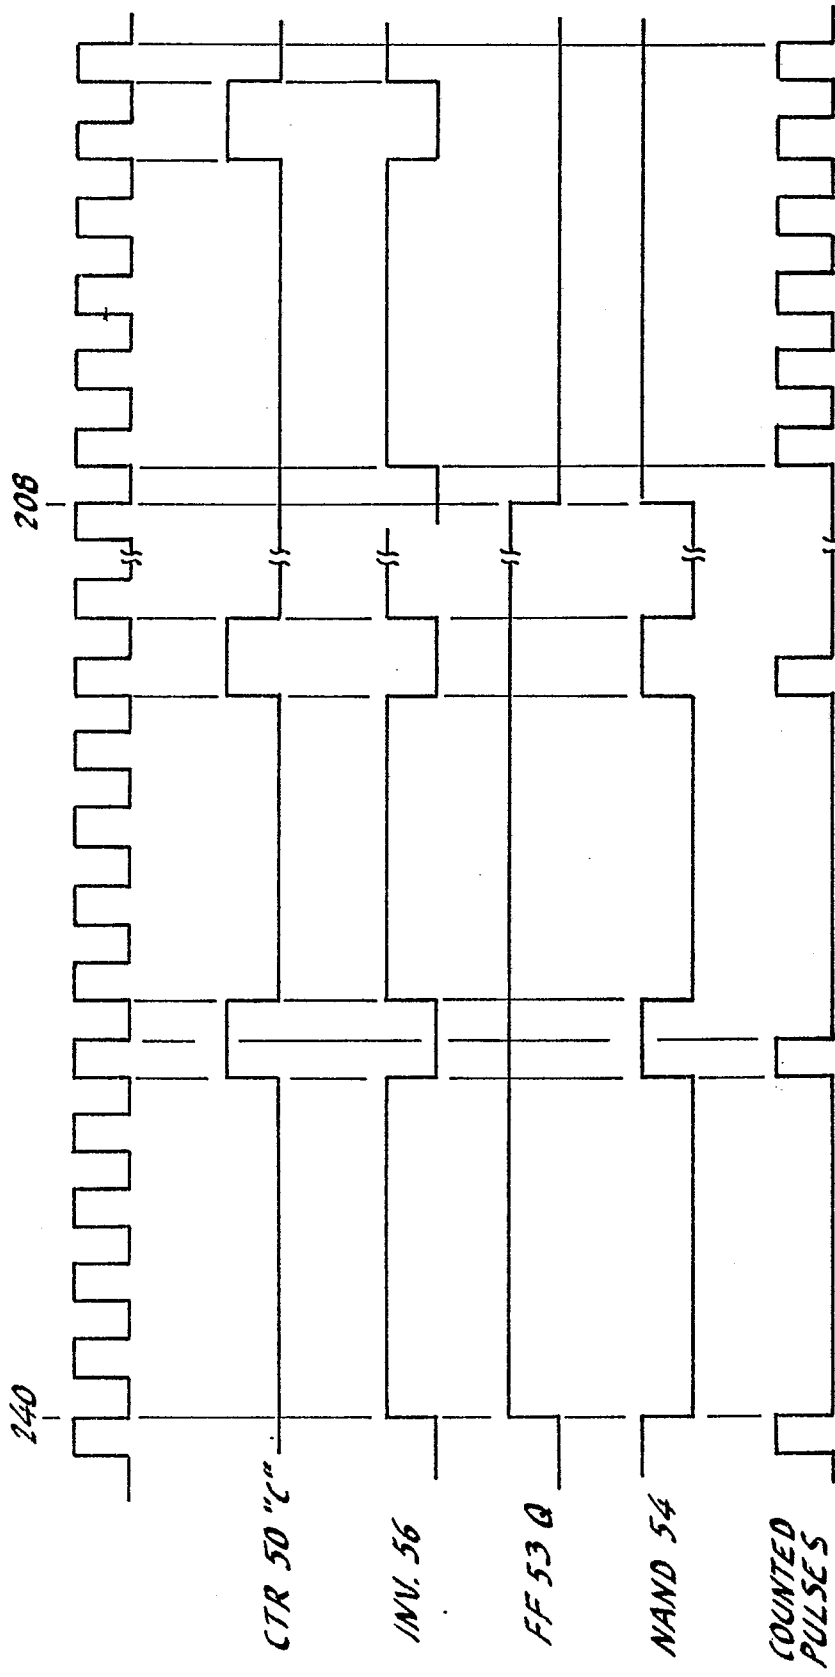 240
208
CTR 50 "C"
INV. 56
FF 53 Q
NAND 54
COUNTED
PULSES